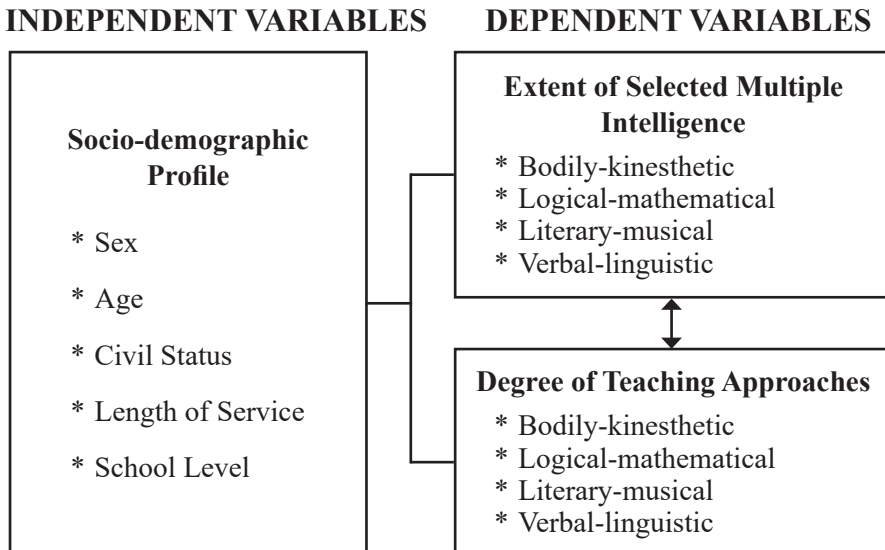 INDEPENDENT VARIABLES
Socio-demographic
Profile
* Sex
* Age
* Civil Status
* Length of Service
* School Level
DEPENDENT VARIABLES
Extent of Selected Multiple
Intelligence
* Bodily-kinesthetic
* Logical-mathematical
* Literary-musical
* Verbal-linguistic
Degree of Teaching Approaches
* Bodily-kinesthetic
* Logical-mathematical
* Literary-musical
* Verbal-linguistic